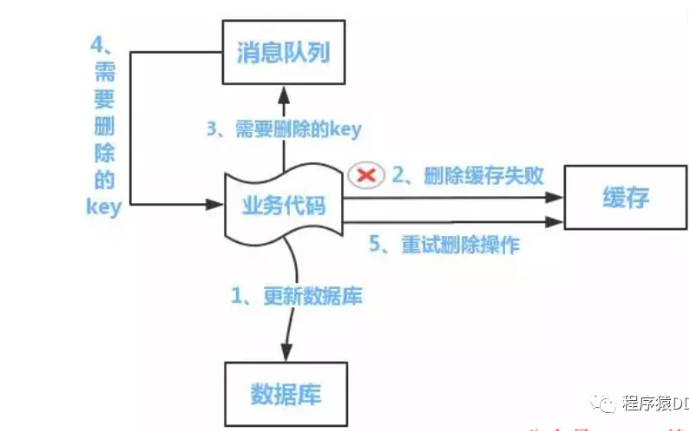 消息队列
4、需要删除的key
3、需要删除的key
2、删除缓存失败
业务代码
缓存
5、重试删除操作
1、更新数据库
数据库
程序猿DD